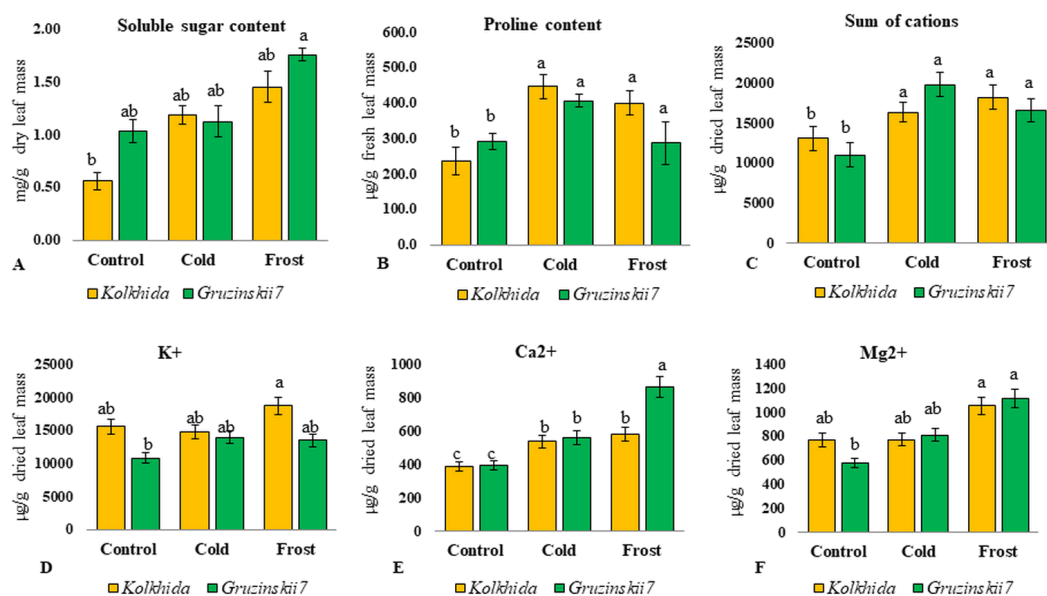 Soluble sugar content
mg/g dry leaf mass
2.00
1.50
1.00
0.50
0.00
b
ab
ab
ab
ab
a
Control Cold Frost
A
Kolkhida Gruzinskii7
Proline content
µg/g fresh leaf mass
600.0
500.0
400.0
300.0
200.0
100.0
0.0
b
b
a
a
a
a
Control Cold Frost
B
Kolkhida Gruzinskii7
Sum of cations
µg/g dried leaf mass
25000
20000
15000
10000
5000
0
b
b
a
a
a
a
Control Cold Frost
C
Kolkhida Gruzinskii7
K+
µg/g dried leaf mass
25000
20000
15000
10000
5000
0
ab
b
ab
ab
a
ab
Control Cold Frost
D
Kolkhida Gruzinskii7
Ca2+
µg/g dried leaf mass
1000
800
600
400
200
0
c
c
b
b
b
a
Control Cold Frost
E
Kolkhida Gruzinskii7
Mg2+
µg/g dried leaf mass
1400
1200
1000
800
600
400
200
0
ab
b
ab
ab
a
a
Control Cold Frost
F
Kolkhida Gruzinskii7